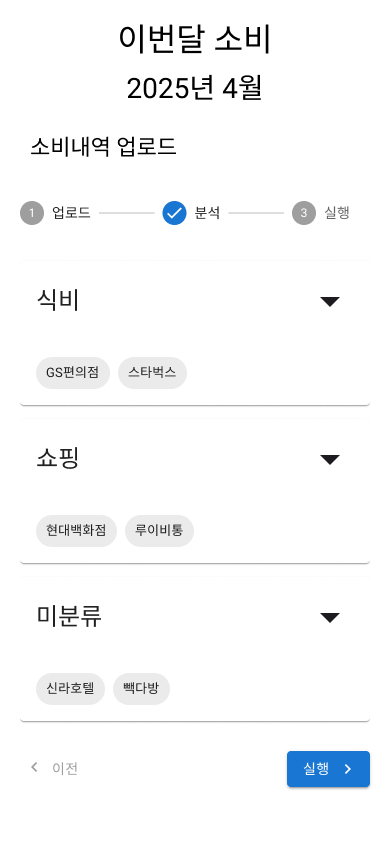 이번달 소비
2025년 4월
소비내역 업로드
1 업로드 분석 3 실행
식비
GS편의점 스타벅스
쇼핑
현대백화점 루이비통
미분류
신라호텔 빽다방
이전 실행